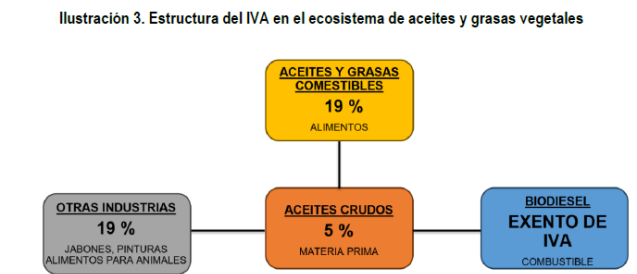 Ilustración 3. Estructura del IVA en el ecosistema de aceites y grasas vegetales
ACEITES Y GRASAS
COMESTIBLES
19 %
ALIMENTOS
OTRAS INDUSTRIAS
19 %
JABONES, PINTURAS
ALIMENTOS PARA ANIMALES
ACEITES CRUDOS
5 %
MATERIA PRIMA
BIODIESEL
EXENTO DE
IVA
COMBUSTIBLE